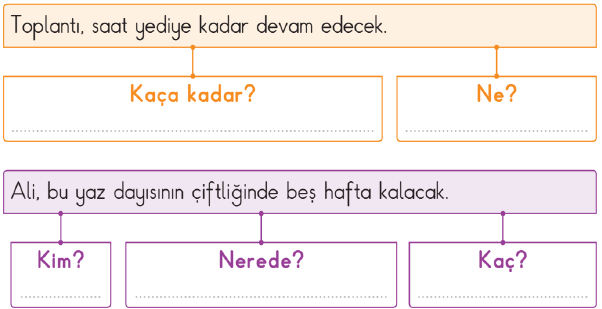 Toplantı, saat yediye kadar devam edecek.
Kaça kadar? Ne?
Ali, bu yaz dayısının çiftliğinde beş hafta kalacak.
Kim? Nerede? Kaç?